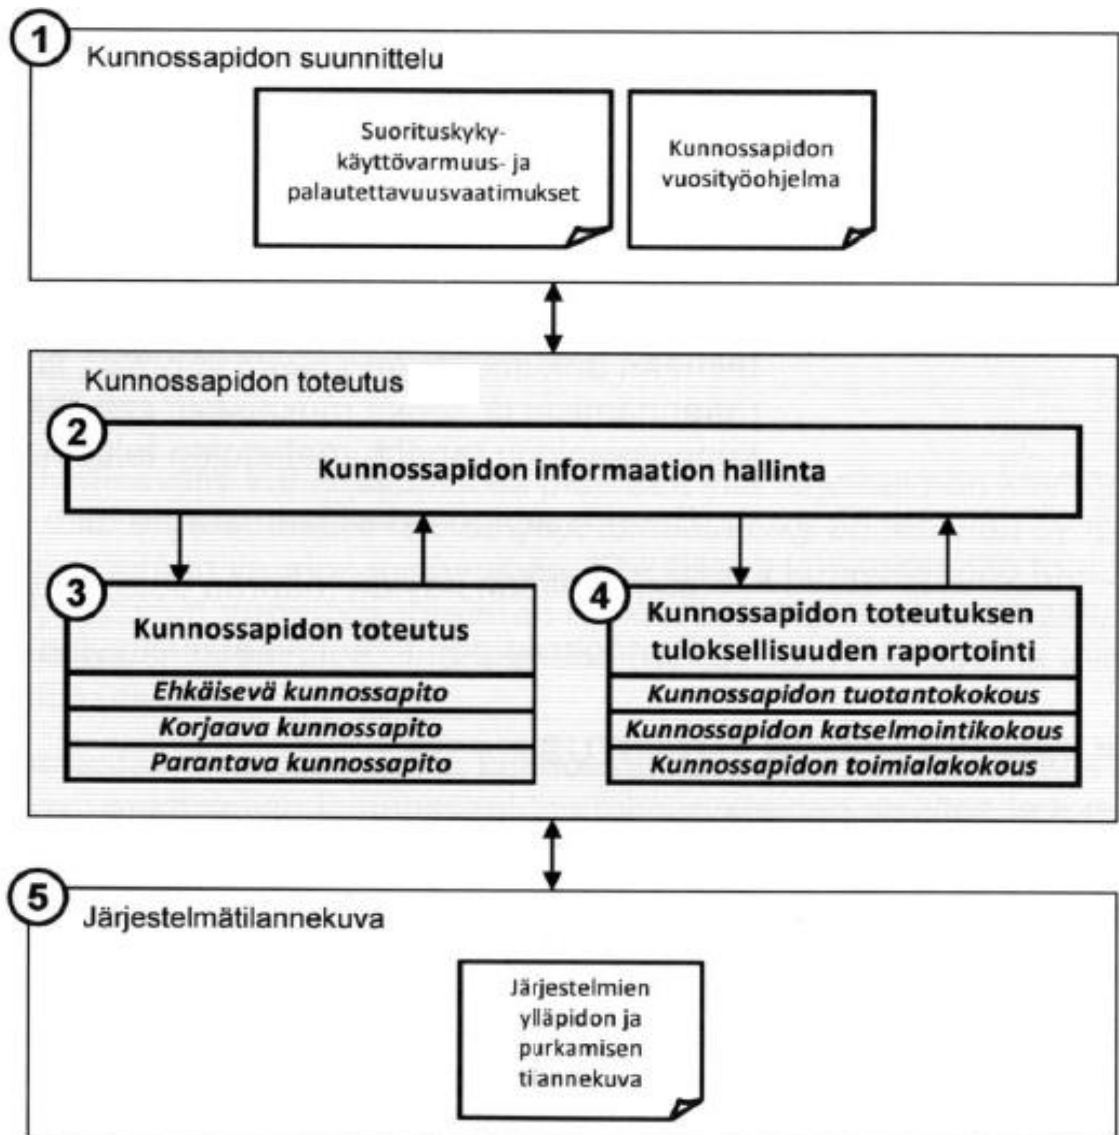 1
Kunnossapidon suunnittelu
Suorituskyky-
käyttövarmuus- ja
palautettavuusvaatimukset
Kunnossapidon
vuosityöohjelma
Kunnossapidon toteutus
2
Kunnossapidon informaation hallinta
3
Kunnossapidon toteutus
Ehkäisevä kunnossapito
Korjaava kunnossapito
Parantava kunnossapito
4
Kunnossapidon toteutuksen
tuloksellisuuden raportointi
Kunnossapidon tuotantokokous
Kunnossapidon katselmointikokous
Kunnossapidon toimialakokous
5
Järjestelmätilannekuva
Järjestelmien
ylläpidon ja
purkamisen
tilannekuva